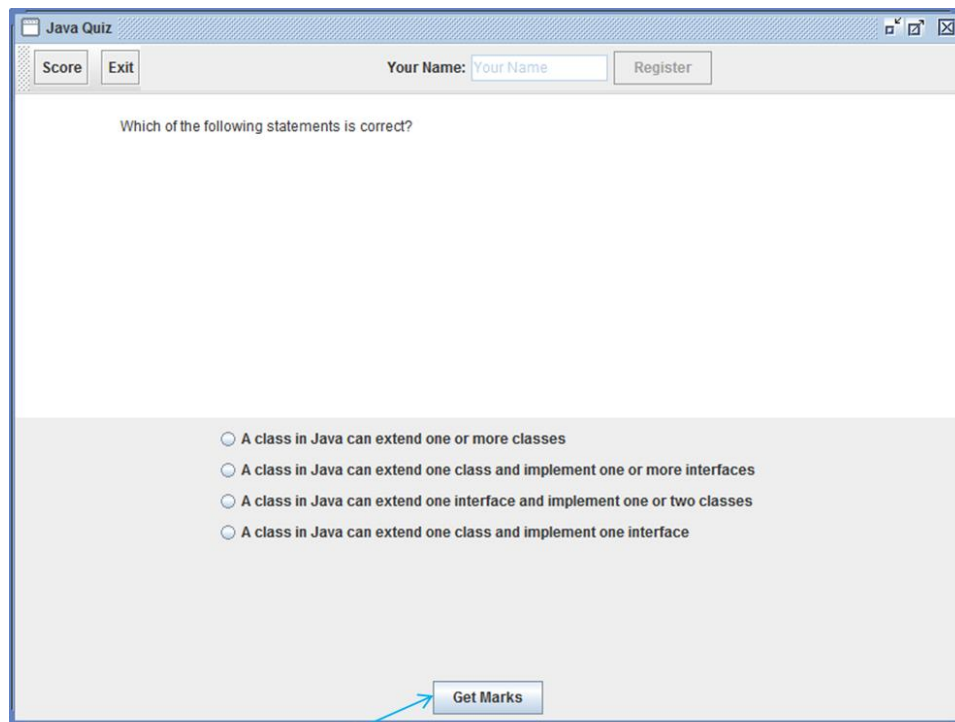 Java Quiz
Score Exit Your Name: Your Name Register
Which of the following statements is correct?
A class in Java can extend one or more classes
A class in Java can extend one class and implement one or more interfaces
A class in Java can extend one interface and implement one or two classes
A class in Java can extend one class and implement one interface
Get Marks